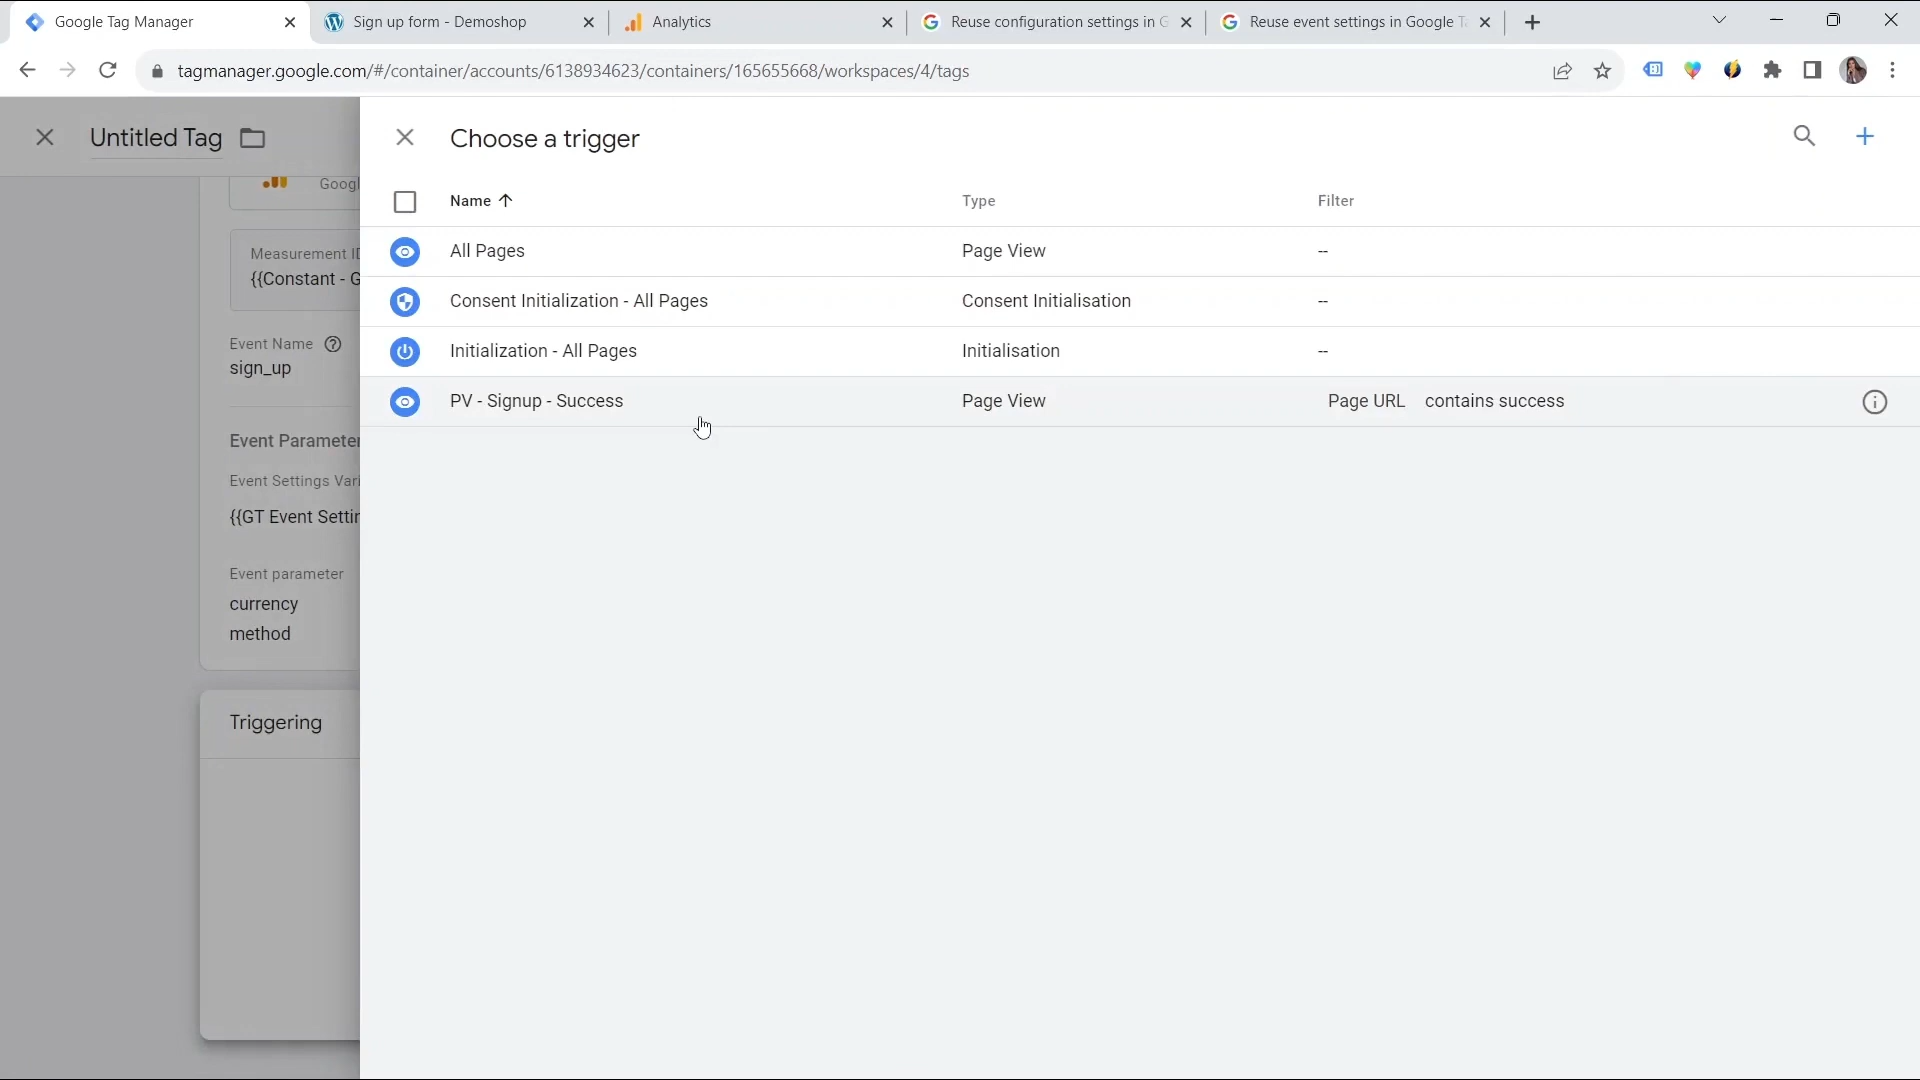 Google Tag Manager
Sign up form - Demoshop
Analytics
Reuse configuration settings in G
Reuse event settings in Google T
tagmanager.google.com/#/container/accounts/6138934623/containers/165655668/workspaces/4/tags
Untitled Tag
Choose a trigger
Googl
Name Type Filter
Measurement ID
{{Constant - G
All Pages Page View --
Consent Initialization - All Pages Consent Initialisation --
Event Name
sign_up
Initialization - All Pages Initialisation --
PV - Signup - Success Page View Page URL contains success
Event Parameter
Event Settings Vari
{{GT Event Settin
Event parameter
currency
method
Triggering